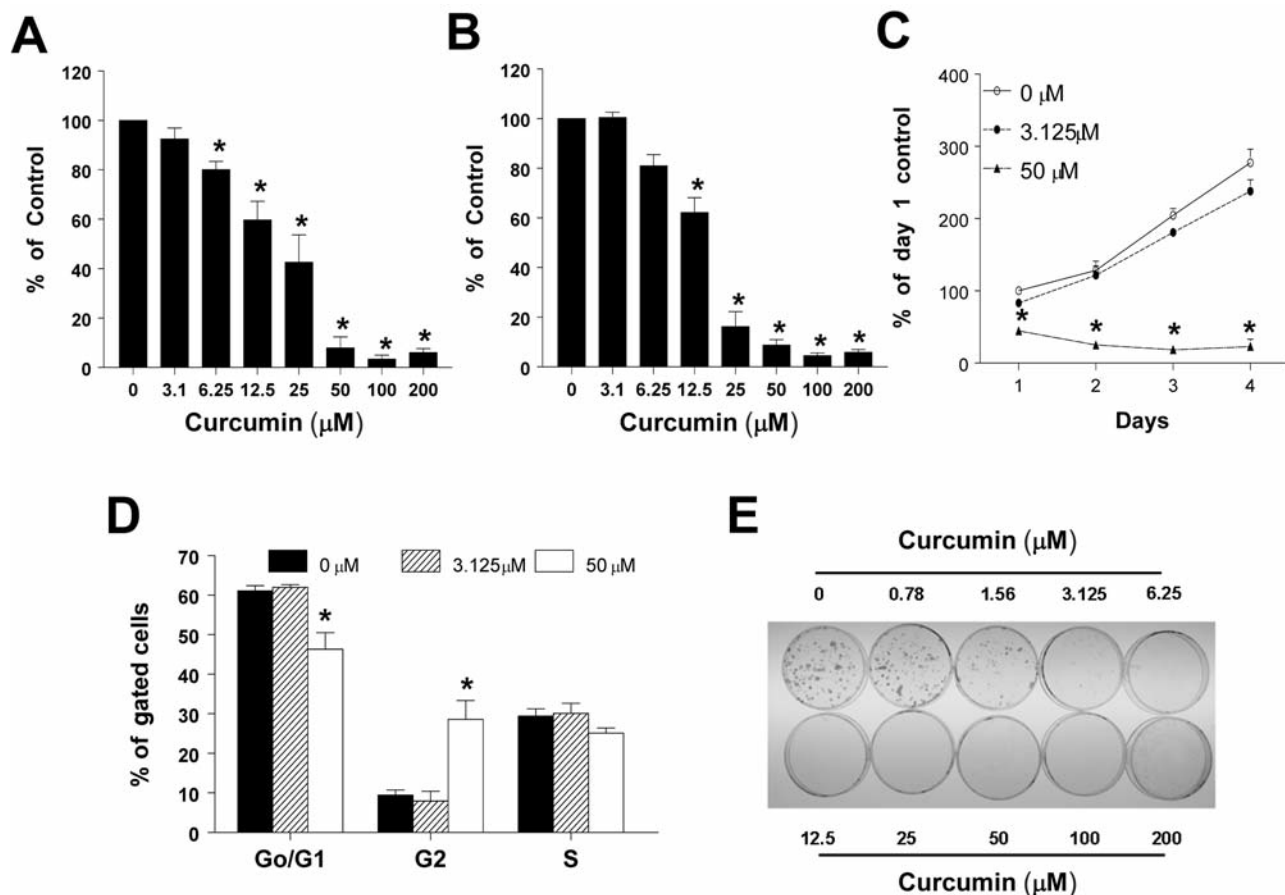 A
B
C
120
100
80
60
40
20
0
% of Control
* * * * * *
0 3.1 6.25 12.5 25 50 100 200
Curcumin (μM)
120
100
80
60
40
20
0
% of Control
* * * * *
0 3.1 6.25 12.5 25 50 100 200
Curcumin (μM)
400
300
200
100
0
% of day 1 control
0 μM
3.125μM
50 μM
* * * *
1 2 3 4
Days
D
70
60
50
40
30
20
10
0
% of gated cells
0 μM
3.125μM
50 μM
* *
Go/G1 G2 S
E
Curcumin (μM)
0 0.78 1.56 3.125 6.25
12.5 25 50 100 200
Curcumin (μM)